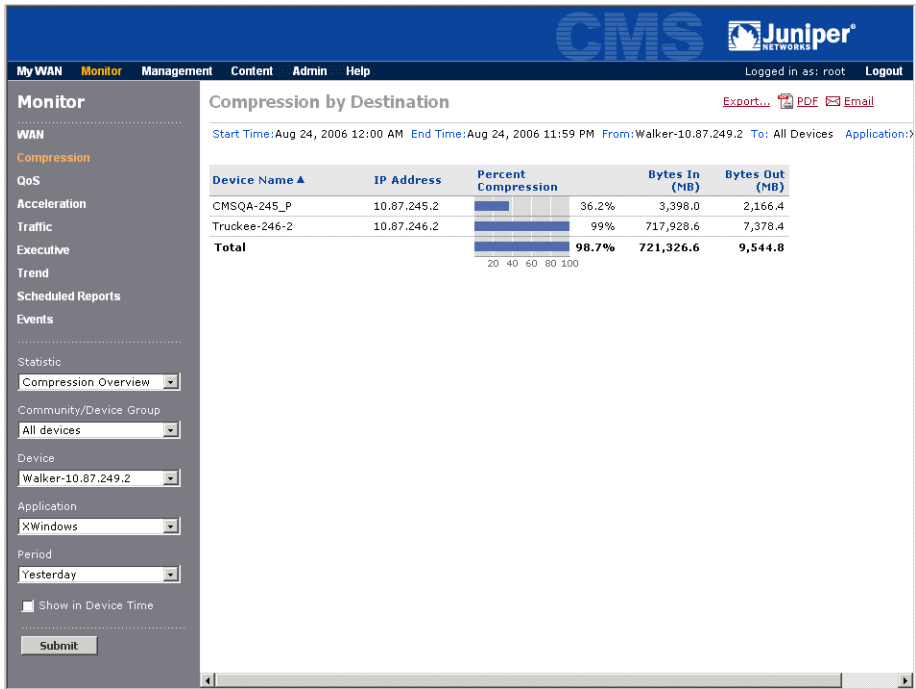 CMS
Juniper
NETWORKS
My WAN Monitor Management Content Admin Help Logged in as: root Logout
Monitor
WAN
Compression
QoS
Acceleration
Traffic
Executive
Trend
Scheduled Reports
Events
Statistic
Compression Overview
Community/Device Group
All devices
Device
Walker-10.87.249.2
Application
XWindows
Period
Yesterday
Show in Device Time
Submit
Compression by Destination
Export... PDF Email
Start Time:Aug 24, 2006 12:00 AM End Time:Aug 24, 2006 11:59 PM From:Walker-10.87.249.2 To: All Devices Application:
Device Name IP Address Percent Compression Bytes In (MB) Bytes Out (MB)
CMSQA-245_P 10.87.245.2 36.2% 3,398.0 2,166.4
Truckee-246-2 10.87.246.2 99% 717,928.6 7,378.4
Total 98.7% 721,326.6 9,544.8
20 40 60 80 100